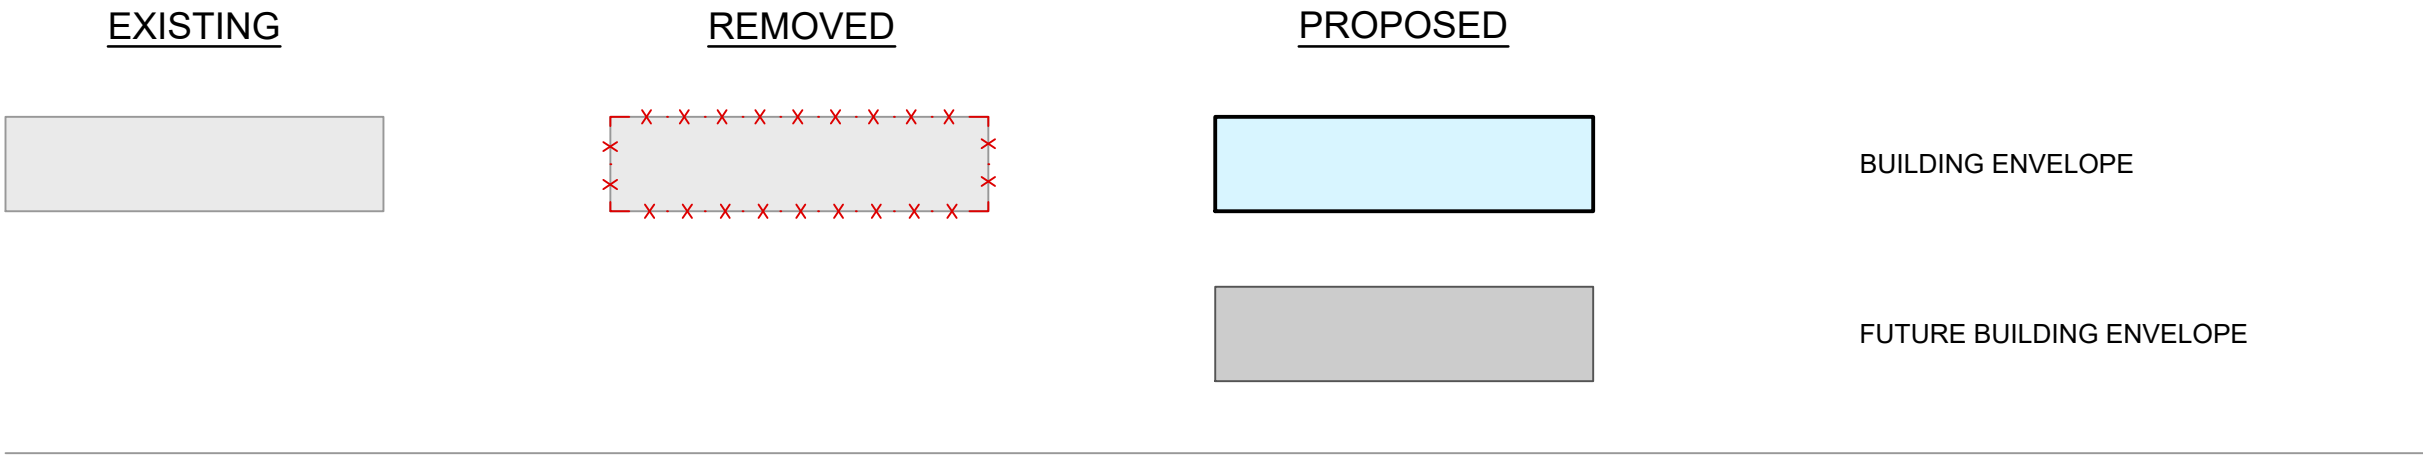 EXISTING REMOVED PROPOSED
BUILDING ENVELOPE
FUTURE BUILDING ENVELOPE